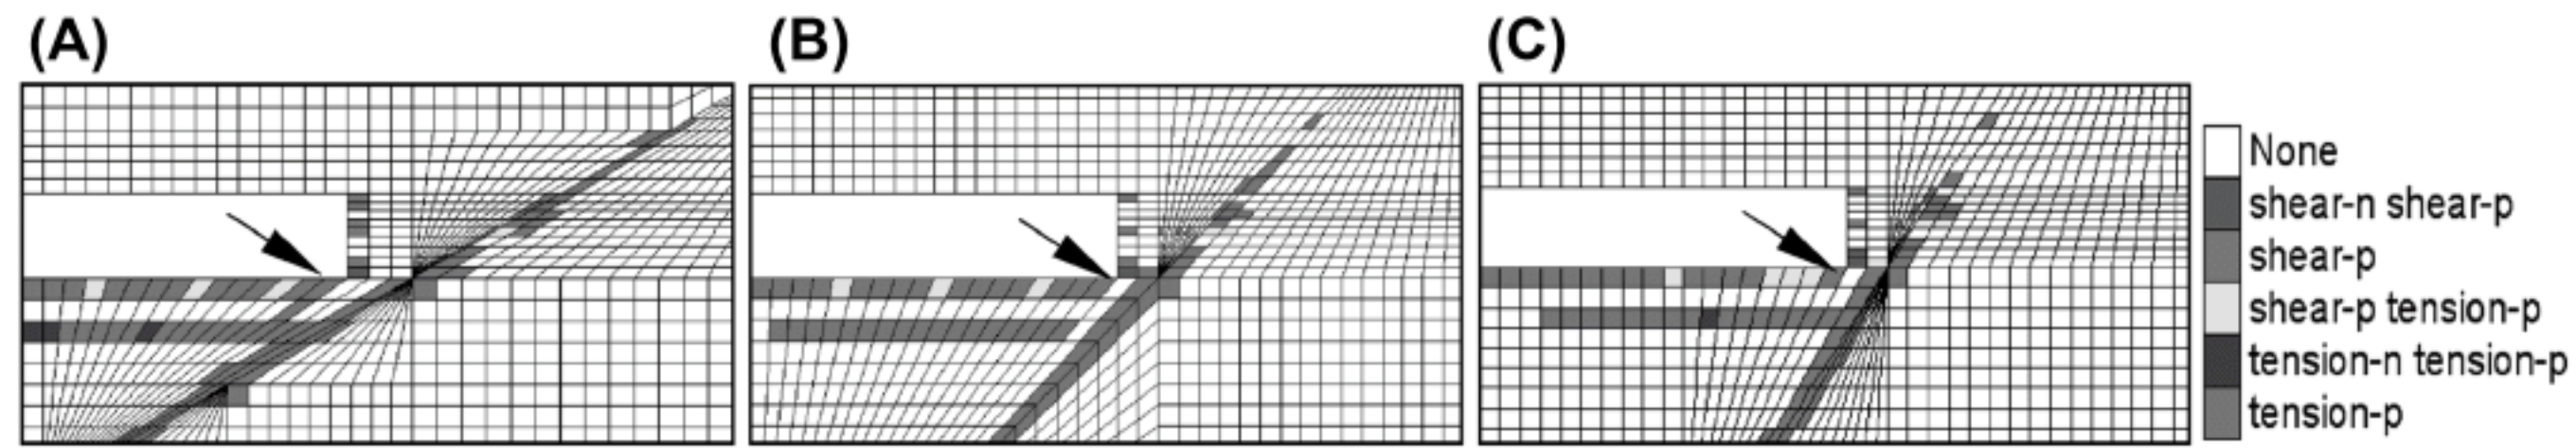 (A)
(B)
(C)
None
shear-n shear-p
shear-p
shear-p tension-p
tension-n tension-p
tension-p